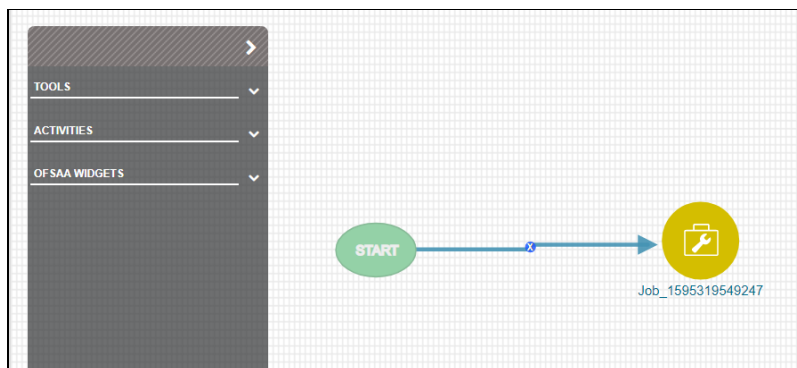 TOOLS
ACTIVITIES
OFSAA WIDGETS
START
X
Job_1595319549247